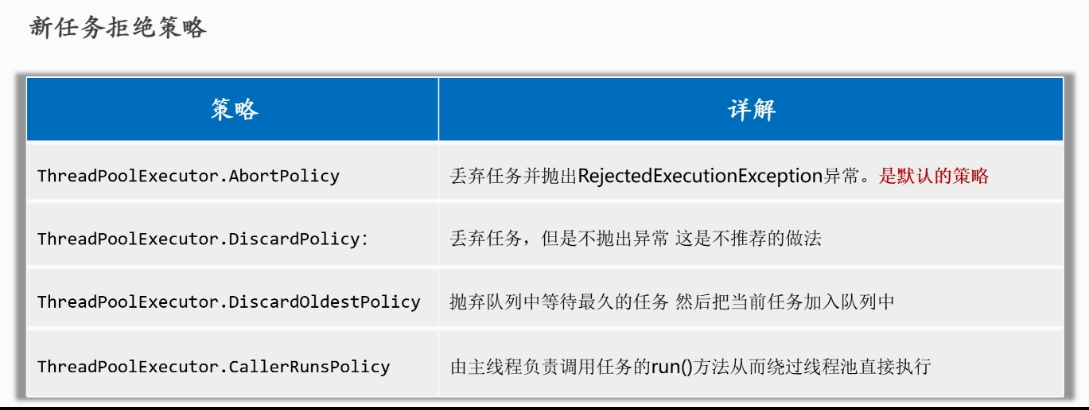 新任务拒绝策略
策略 详解
ThreadPoolExecutor.AbortPolicy 丢弃任务并抛出RejectedExecutionException异常。是默认的策略
ThreadPoolExecutor.DiscardPolicy: 丢弃任务，但是不抛出异常 这是不推荐的做法
ThreadPoolExecutor.DiscardOldestPolicy 抛弃队列中等待最久的任务 然后把当前任务加入队列中
ThreadPoolExecutor.CallerRunsPolicy 由主线程负责调用任务的run()方法从而绕过线程池直接执行